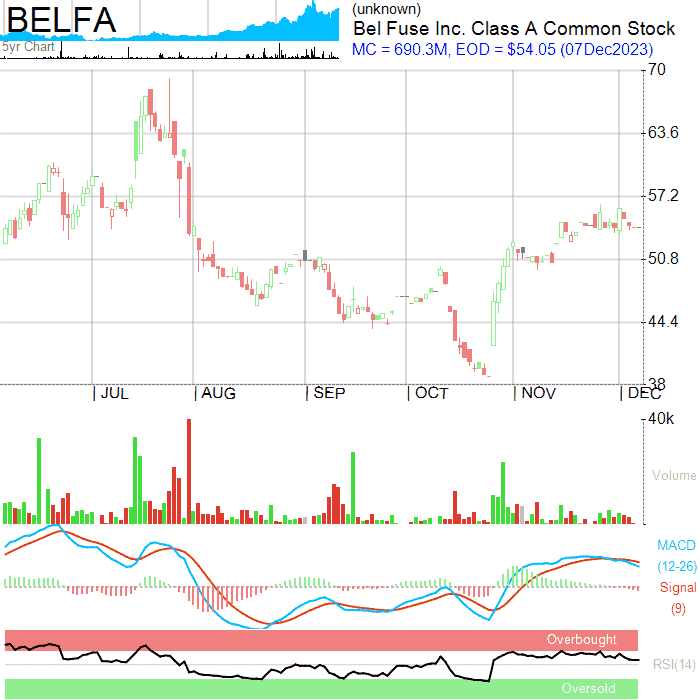 BELFA
5yr Chart
(unknown)
Bel Fuse Inc. Class A Common Stock
MC = 690.3M, EOD = $54.05 (07Dec2023)
70
63.6
57.2
50.8
44.4
38
JUL AUG SEP OCT NOV DEC
40k
Volume
MACD
(12-26)
Signal
(9)
Overbought
RSI(14)
Oversold